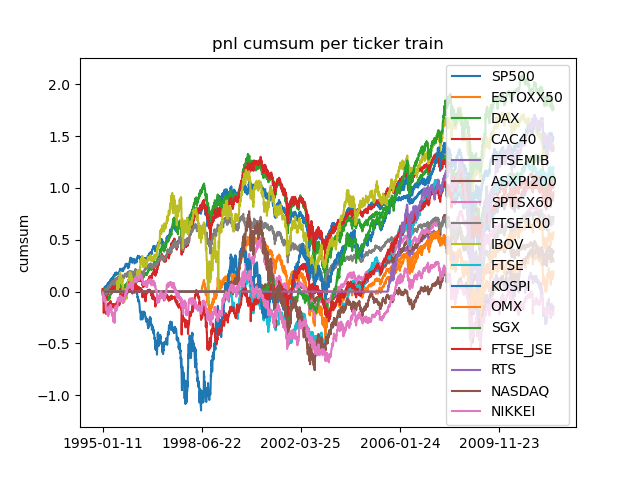 pnl cumsum per ticker train
cumsum
2.0
1.5
1.0
0.5
0.0
−0.5
−1.0
1995-01-11
1998-06-22
2002-03-25
2006-01-24
2009-11-23
SP500
ESTOXX50
DAX
CAC40
FTSEMIB
ASXPI200
SPTSX60
FTSE100
IBOV
FTSE
KOSPI
OMX
SGX
FTSE_JSE
RTS
NASDAQ
NIKKEI